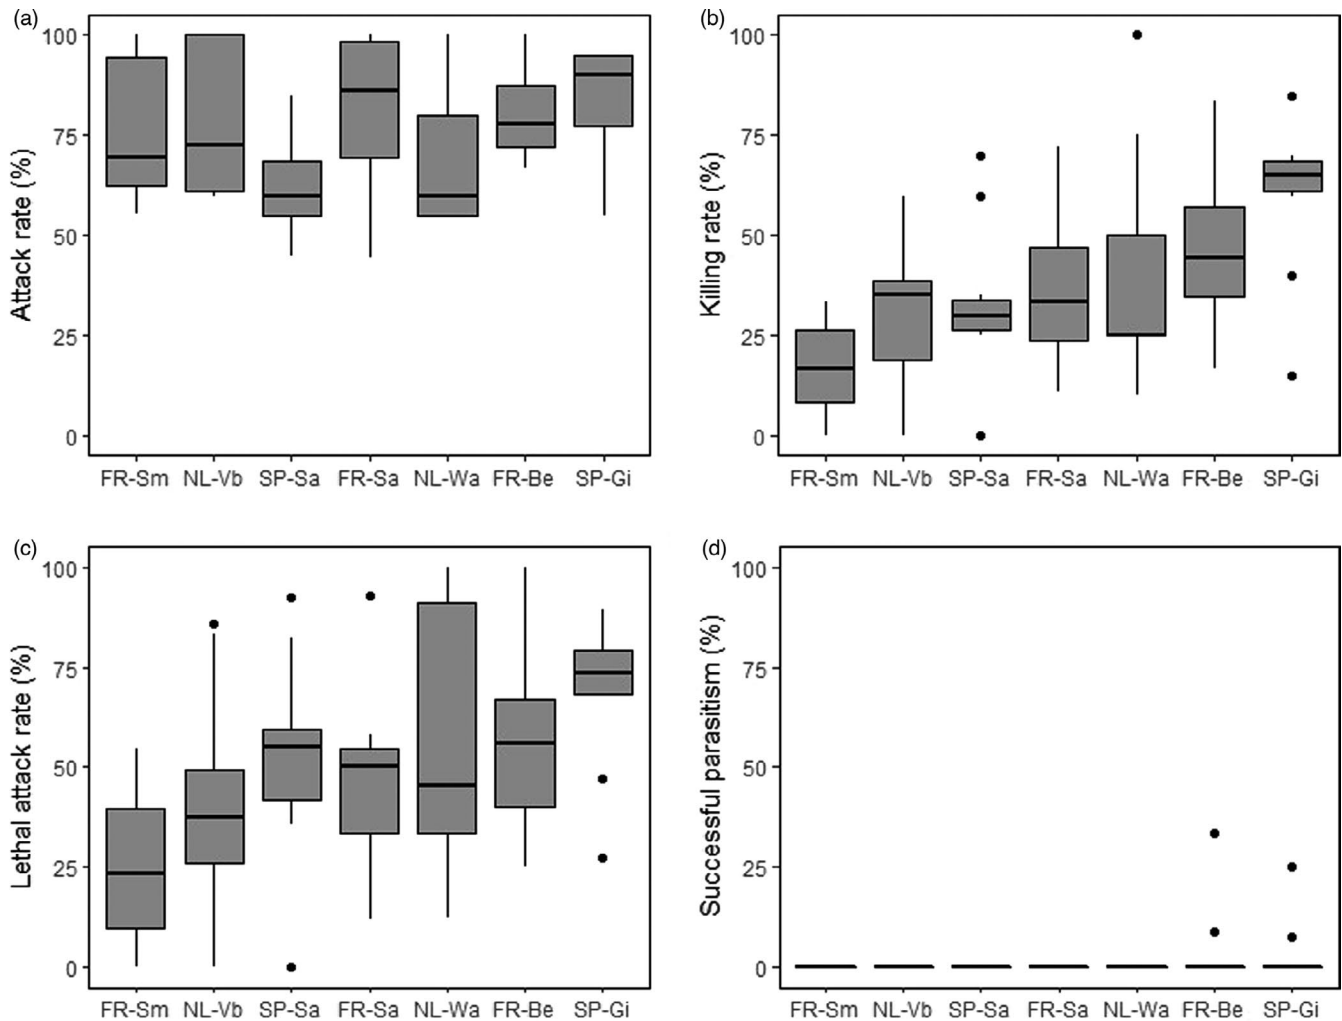 (a)
Attack rate (%)
100
75
50
25
0
FR-Sm NL-Vb SP-Sa FR-Sa NL-Wa FR-Be SP-Gi
(b)
Killing rate (%)
100
75
50
25
0
FR-Sm NL-Vb SP-Sa FR-Sa NL-Wa FR-Be SP-Gi
(c)
Lethal attack rate (%)
100
75
50
25
0
FR-Sm NL-Vb SP-Sa FR-Sa NL-Wa FR-Be SP-Gi
(d)
Successful parasitism (%)
100
75
50
25
0
FR-Sm NL-Vb SP-Sa FR-Sa NL-Wa FR-Be SP-Gi